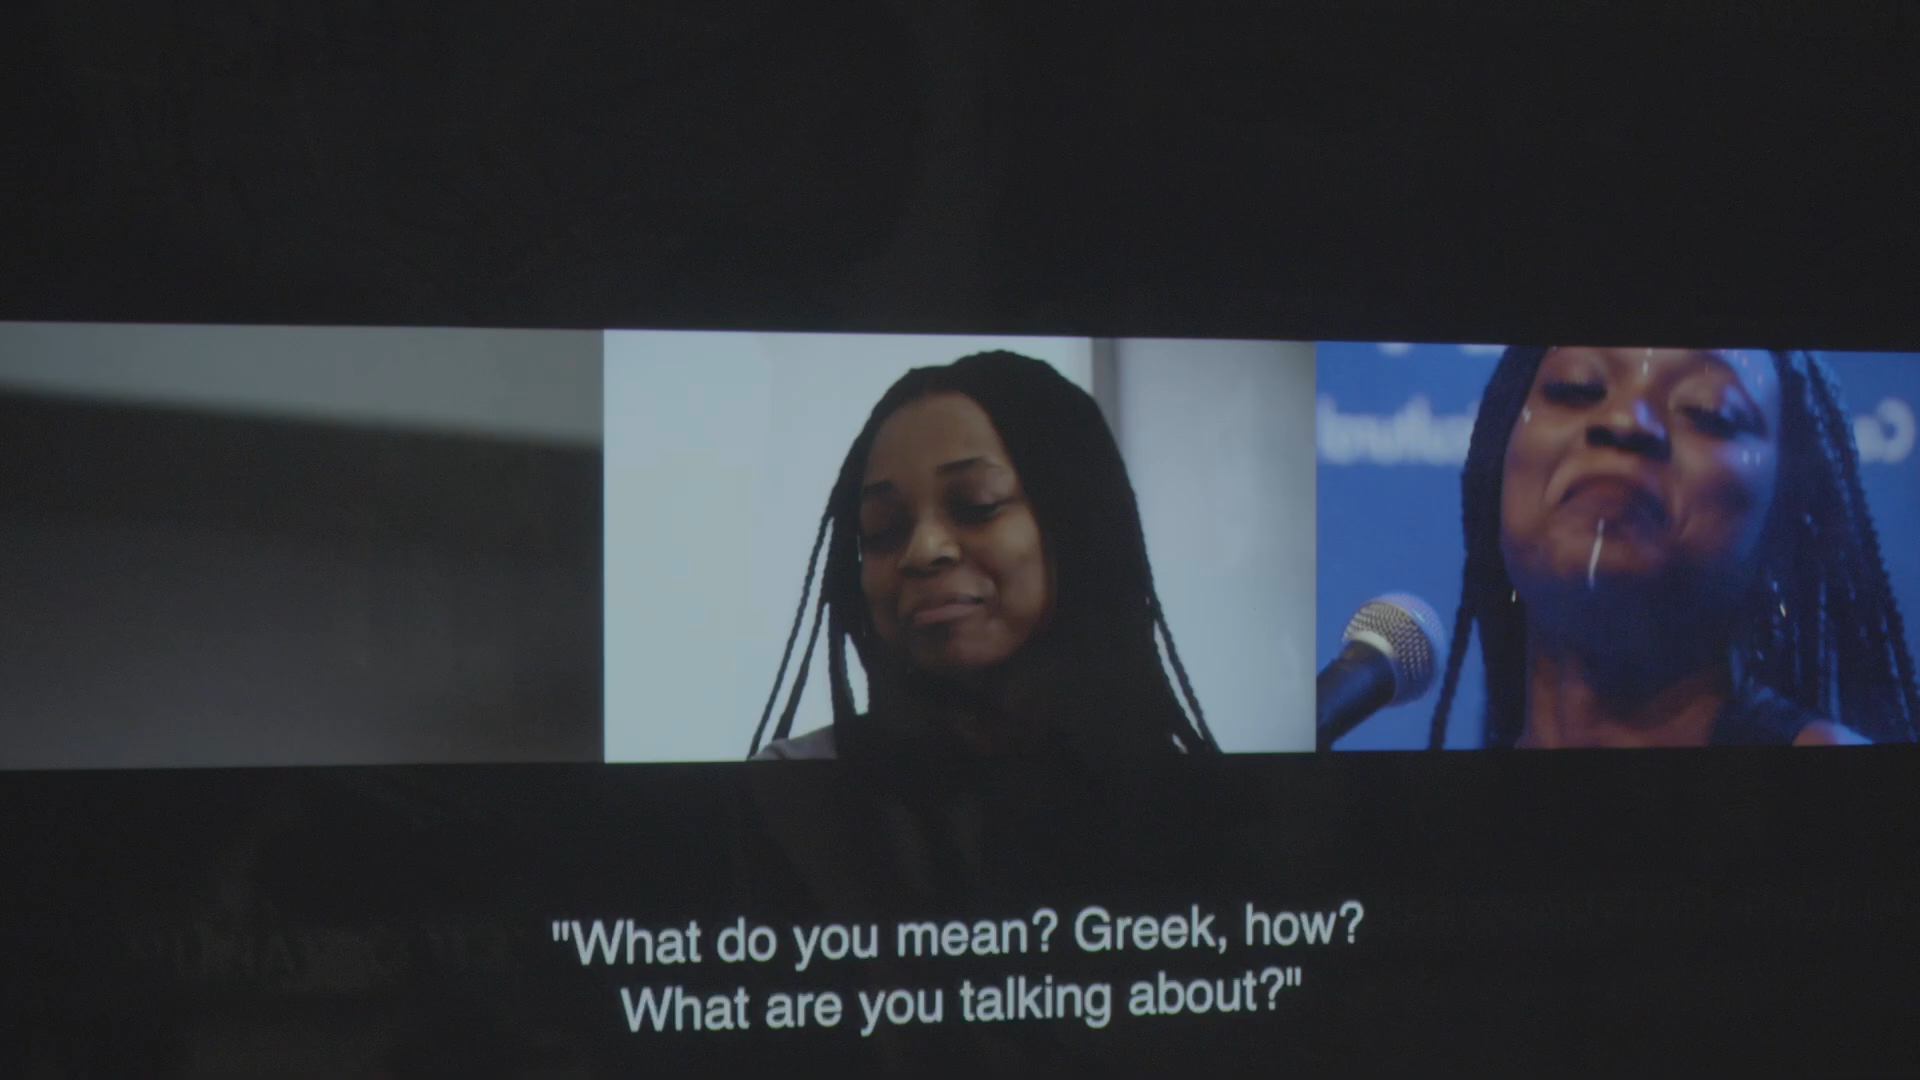 "What do you mean? Greek, how?
What are you talking about?"